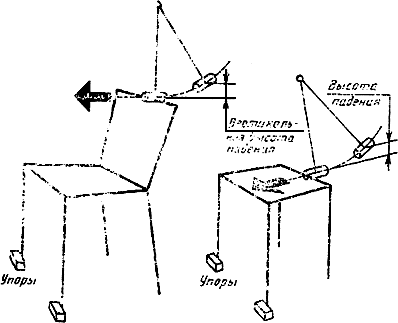 Высота
падения
Вертикаль-
ная высота
падения
Упоры
Упоры